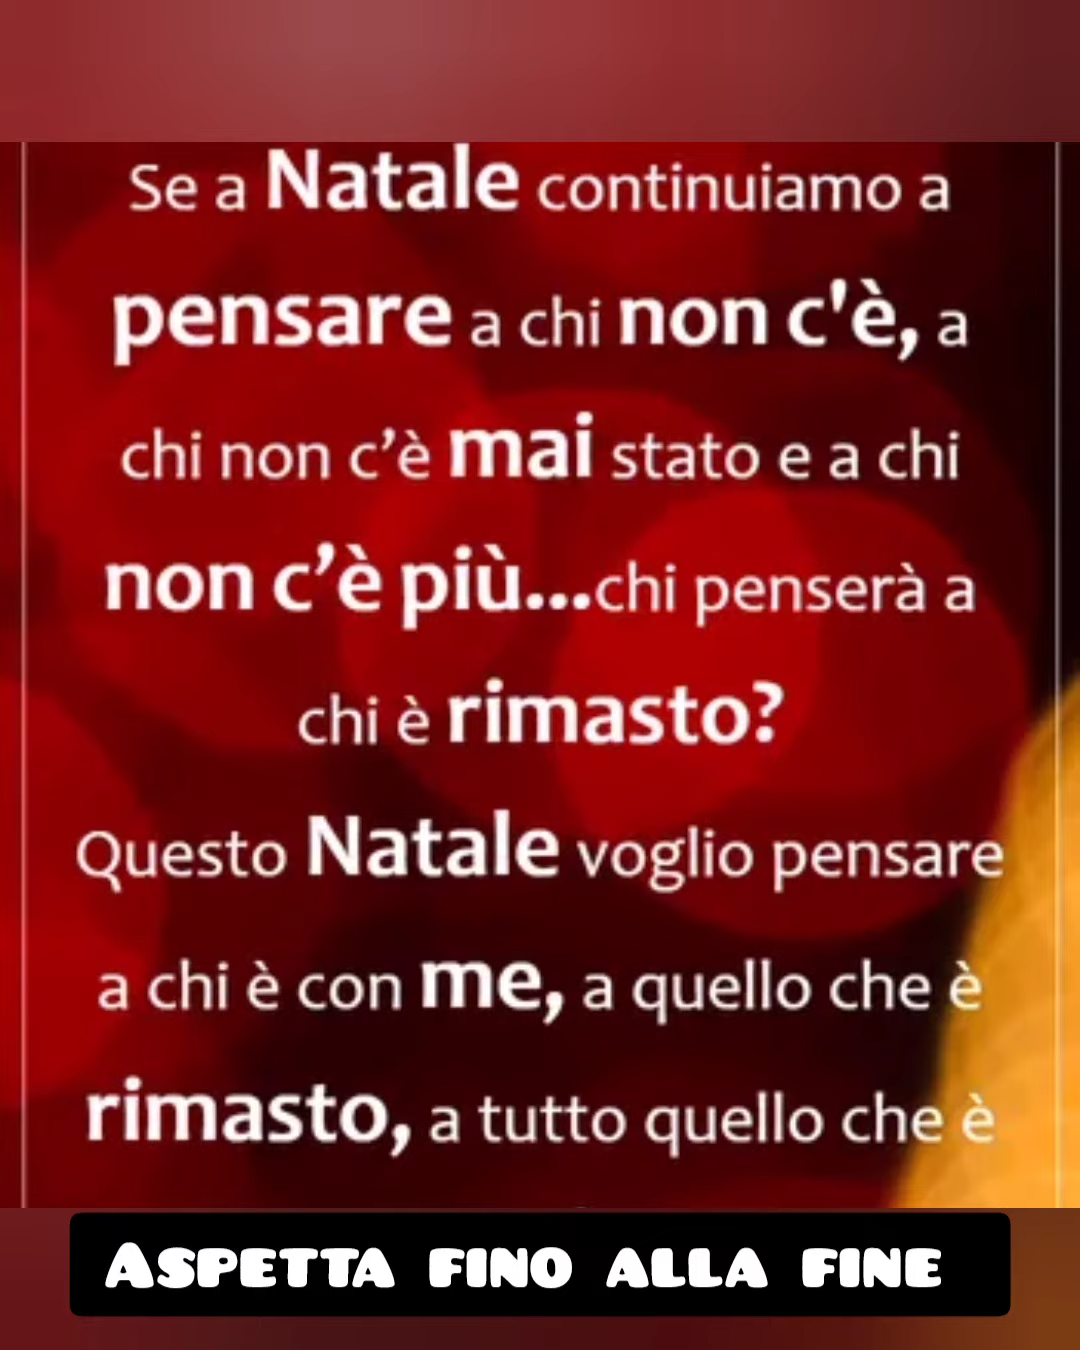 Se a Natale continuiamo a
pensare a chi non c'è, a
chi non c’è mai stato e a chi
non c’è più...chi penserà a
chi è rimasto?
Questo Natale voglio pensare
a chi è con me, a quello che è
rimasto, a tutto quello che è
ASPETTA FINO ALLA FINE